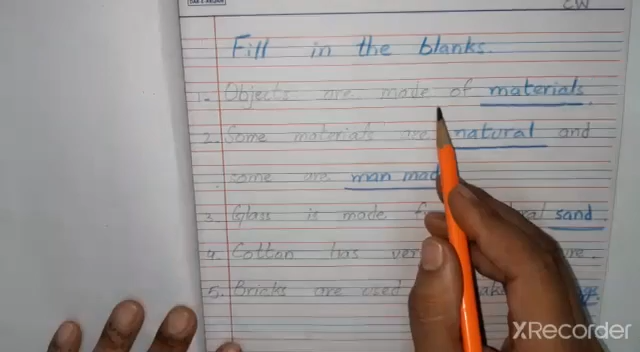 CW
Fill in the blanks.
1. Objects are made of materials.
2. Some materials are natural and
some are man mad
3. Glass is made sand
4. Cotton has ver
5. Bricks are used
XRecorder